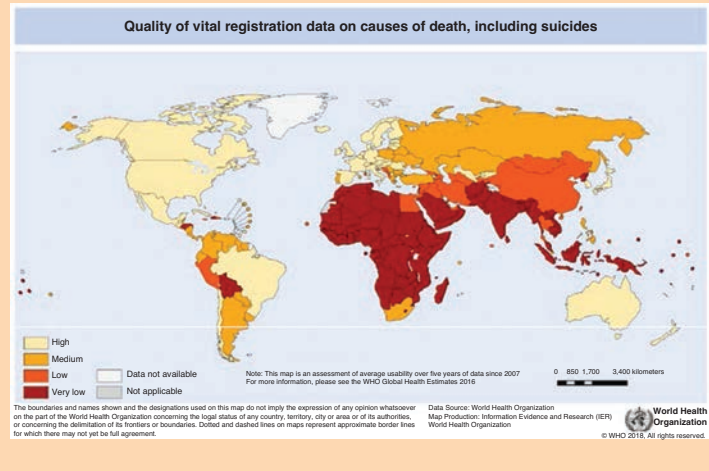 Quality of vital registration data on causes of death, including suicides
High
Medium
Low
Very low
Data not available
Not applicable
Note: This map is an assessment of average usability over five years of data since 2007
For more information, please see the WHO Global Health Estimates 2016
0 850 1,700 3,400 kilometers
The boundaries and names shown and the designations used on this map do not imply the expression of any opinion whatsoever
on the part of the World Health Organization concerning the legal status of any country, territory, city or area or of its authorities,
or concerning the delimitation of its frontiers or boundaries. Dotted and dashed lines on maps represent approximate border lines
for which there may not yet be full agreement.
Data Source: World Health Organization
Map Production: Information Evidence and Research (IER)
World Health Organization
World Health
Organization
© WHO 2018, All rights reserved.